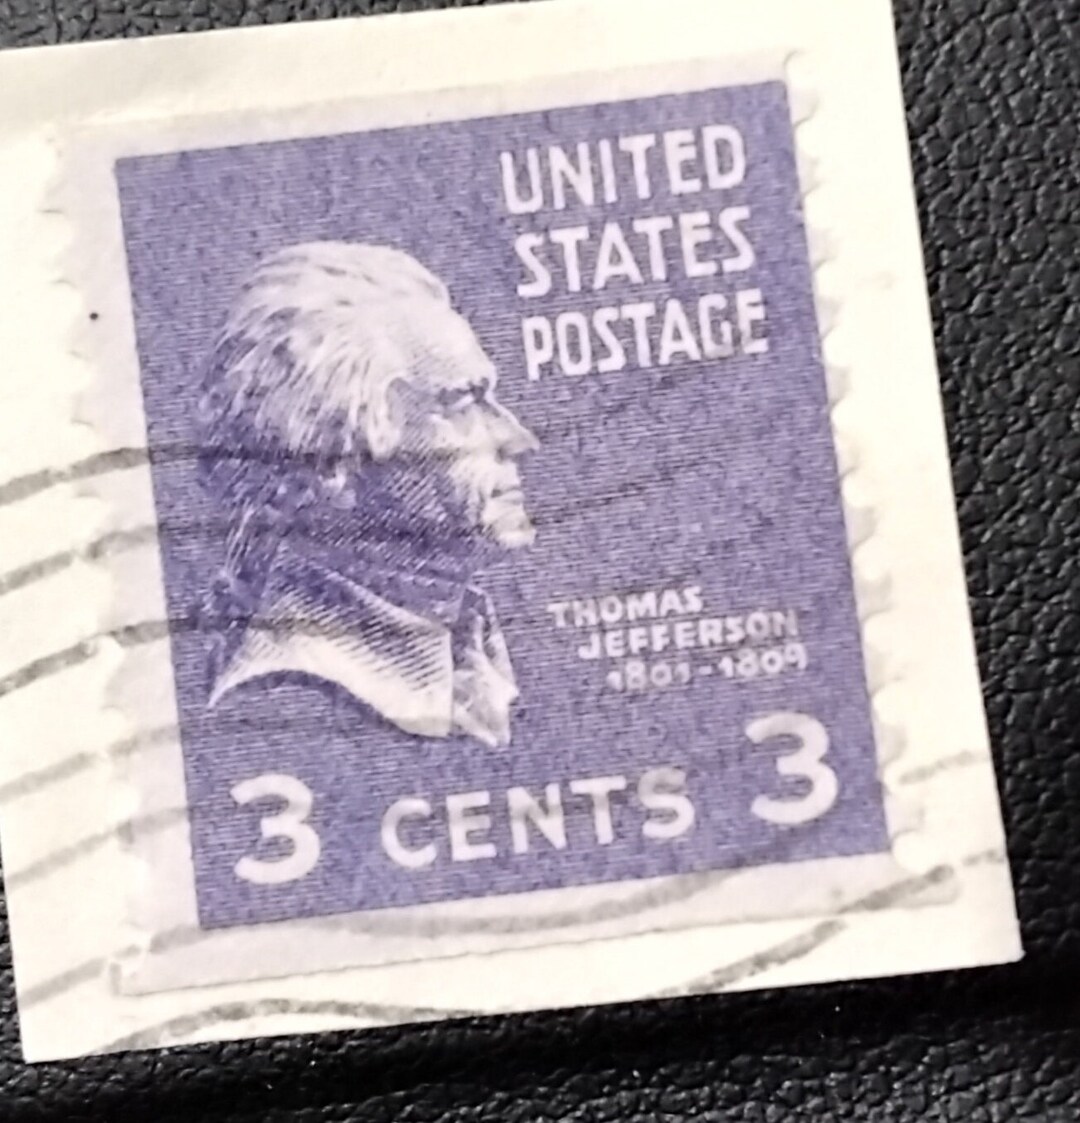 UNITED
STATES
POSTAGE
THOMAS
JEFFERSON
1801-1809
3 CENTS 3